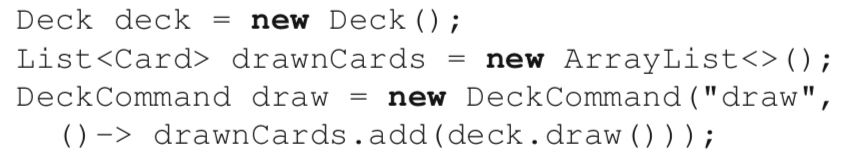 Deck deck = new Deck();
List<Card> drawnCards = new ArrayList<>();
DeckCommand draw = new DeckCommand("draw",
  ()-> drawnCards.add(deck.draw()));